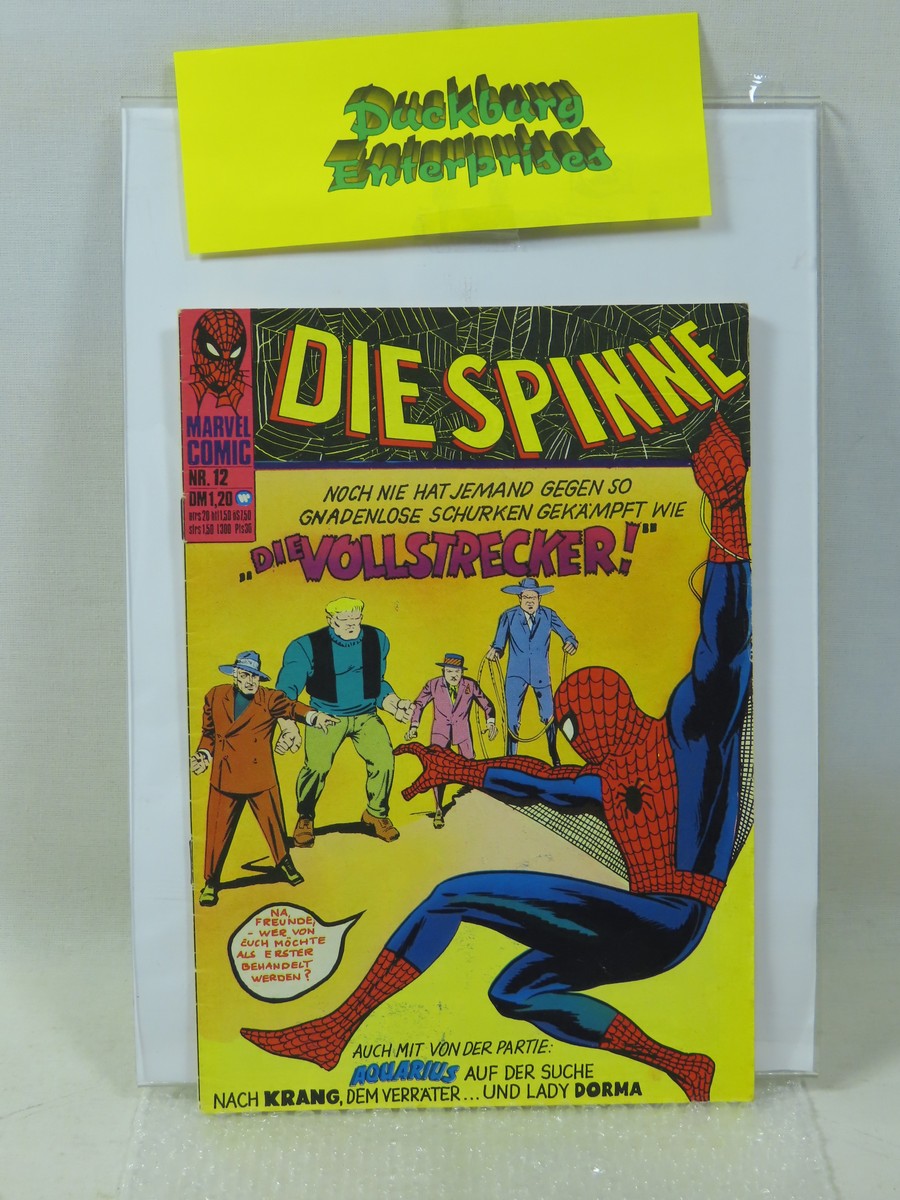 Duckburg
Enterprises
DIE SPINNE
MARVEL
COMIC
NR. 12
DM 1,20
NOCH NIE HAT JEMAND GEGEN SO
GNADENLOSE SCHURKEN GEKÄMPFT WIE
„DIE VOLLSTRECKER!"
NA,
FREUNDE,
- WER VON
EUCH MÖCHTE
ALS ERSTER
BEHANDELT
WERDEN?
AUCH MIT VON DER PARTIE:
AQUARIUS AUF DER SUCHE
NACH KRANG, DEM VERRÄTER... UND LADY DORMA